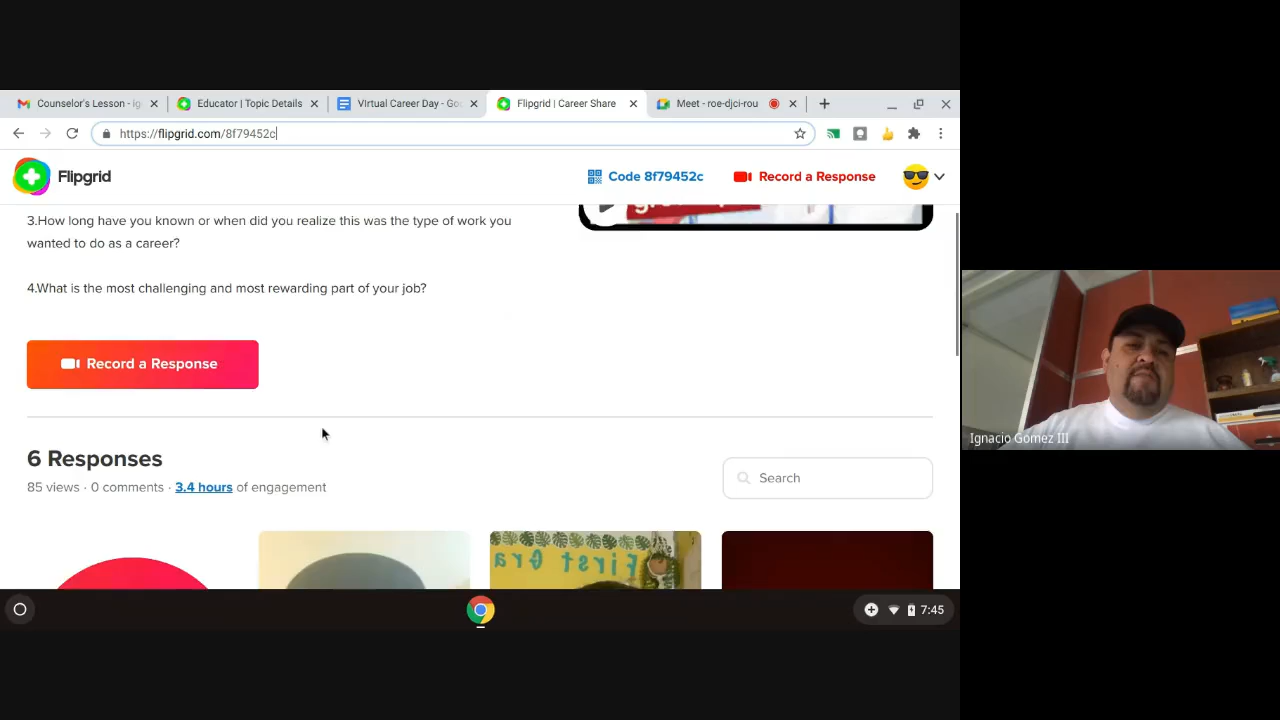 Counselor's Lesson - ig
Educator | Topic Details
Virtual Career Day - Go
Flipgrid | Career Share
Meet - roe-djci-rou
https://flipgrid.com/8f79452c
Flipgrid
Code 8f79452c
Record a Response
3.How long have you known or when did you realize this was the type of work you
wanted to do as a career?
4.What is the most challenging and most rewarding part of your job?
Record a Response
6 Responses
85 views · 0 comments · 3.4 hours of engagement
Search
First Gra
Ignacio Gomez III
7:45